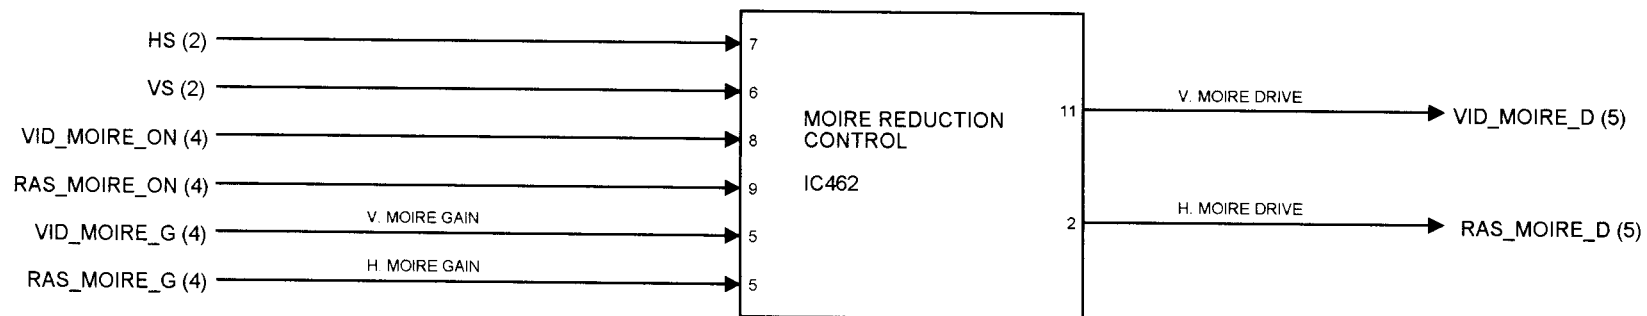 HS (2)
7
VS (2)
6
VID_MOIRE_ON (4)
8
RAS_MOIRE_ON (4)
9
VID_MOIRE_G (4)
V. MOIRE GAIN
5
RAS_MOIRE_G (4)
H. MOIRE GAIN
5
MOIRE REDUCTION
CONTROL
IC462
11
V. MOIRE DRIVE
VID_MOIRE_D (5)
2
H. MOIRE DRIVE
RAS_MOIRE_D (5)